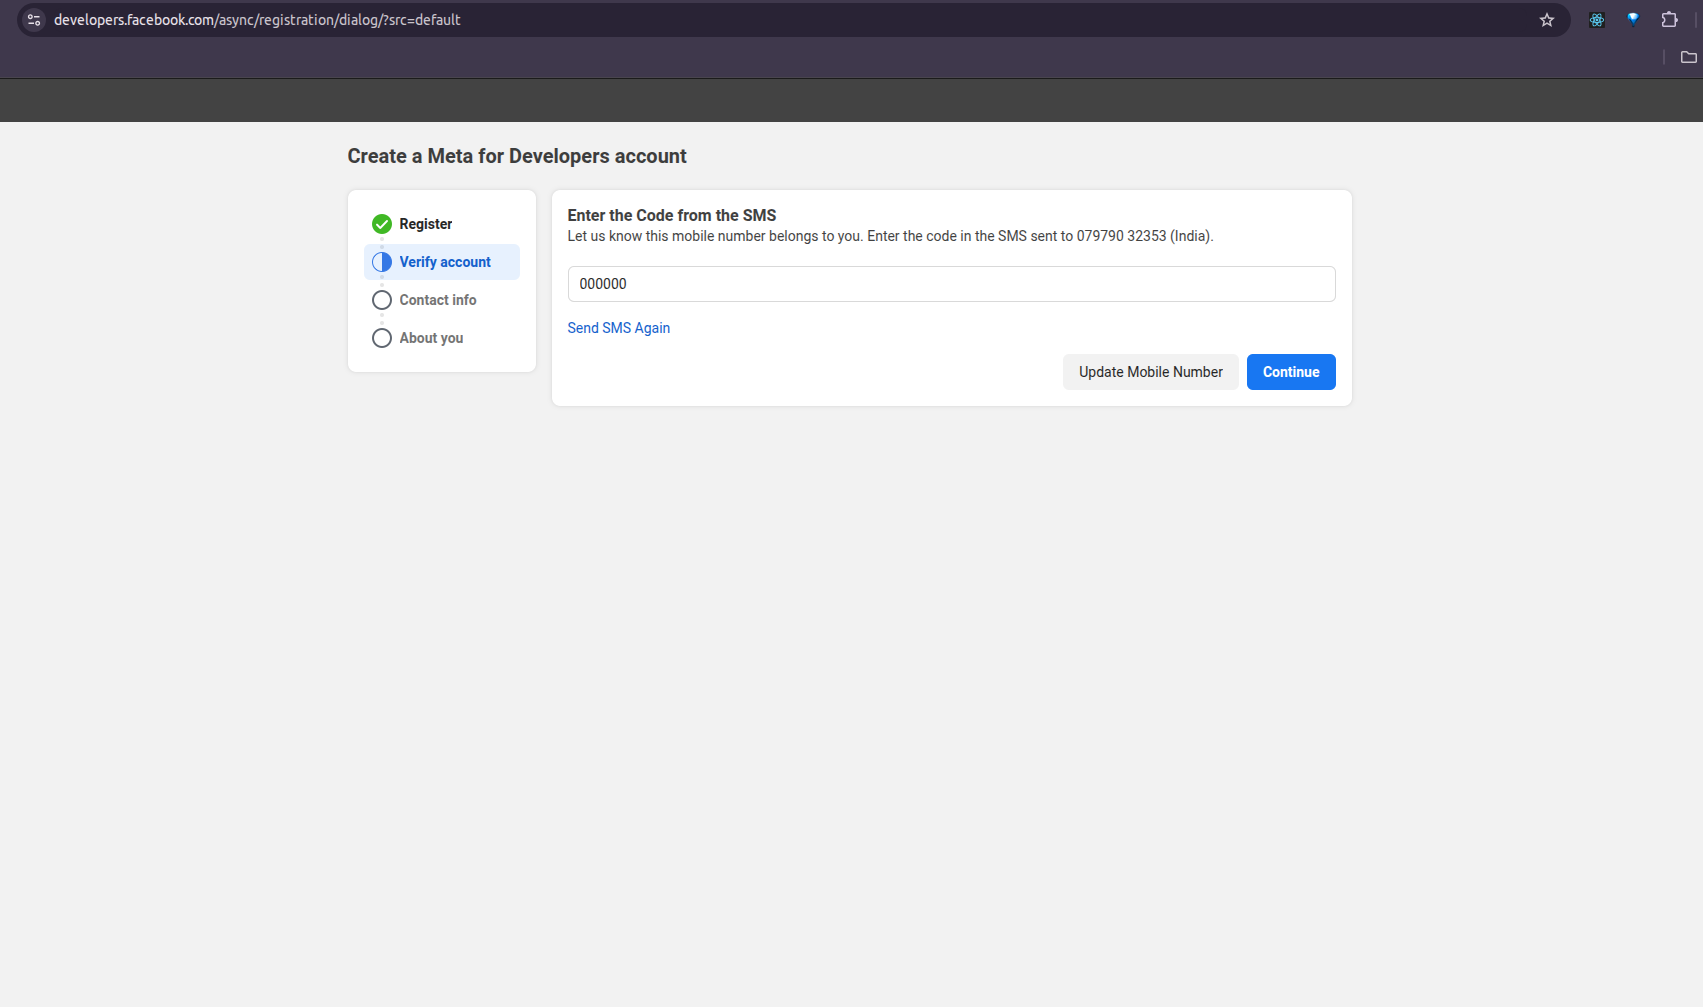 developers.facebook.com/async/registration/dialog/?src=default
Create a Meta for Developers account
Register
Verify account
Contact info
About you
Enter the Code from the SMS
Let us know this mobile number belongs to you. Enter the code in the SMS sent to 079790 32353 (India).
000000
Send SMS Again
Update Mobile Number
Continue